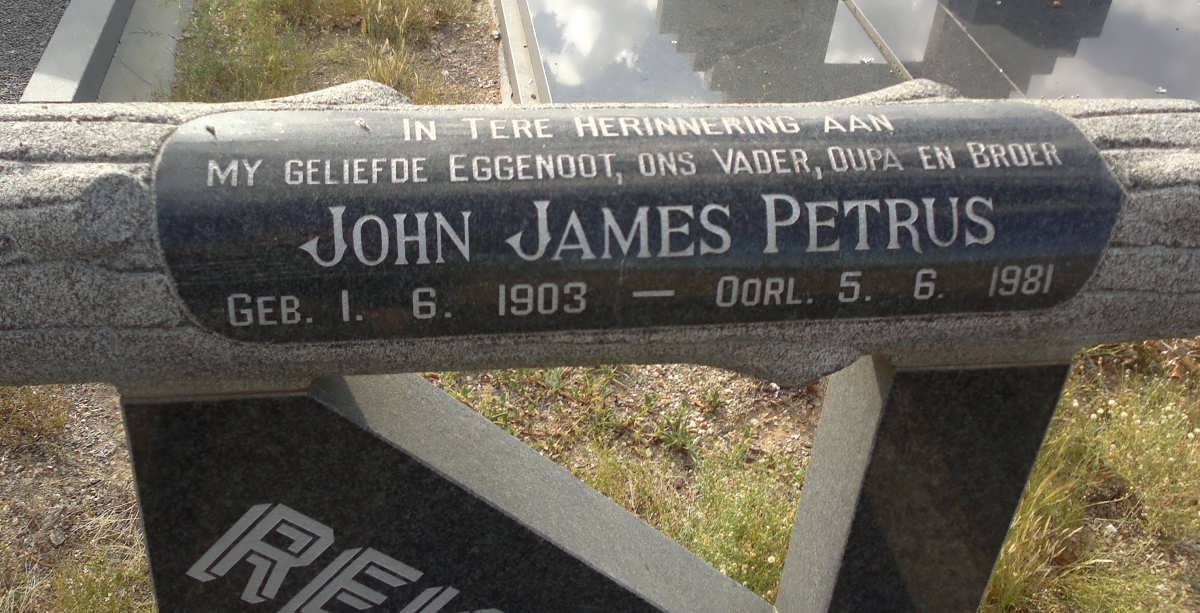 IN TERE HERINNERING AAN
MY GELIEFDE EGGENOOT, ONS VADER, OUPA EN BROER
JOHN JAMES PETRUS
GEB. 1. 6. 1903 — OORL. 5. 6. 1981